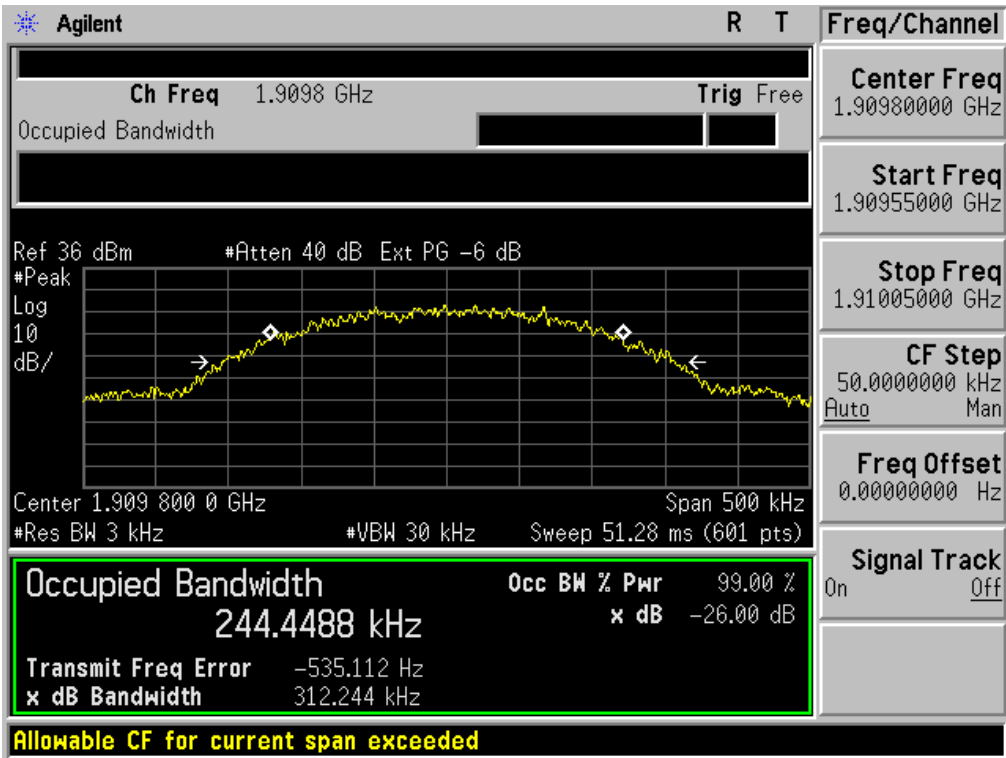 Agilent R T
Ch Freq 1.9098 GHz Trig Free
Occupied Bandwidth
Ref 36 dBm #Atten 40 dB Ext PG -6 dB
#Peak
Log
10
dB/
Center 1.909 800 0 GHz Span 500 kHz
#Res BW 3 kHz #VBW 30 kHz Sweep 51.28 ms (601 pts)
Occupied Bandwidth
244.4488 kHz
Occ BW % Pwr 99.00 %
x dB -26.00 dB
Transmit Freq Error -535.112 Hz
x dB Bandwidth 312.244 kHz
Allowable CF for current span exceeded
Freq/Channel
Center Freq
1.90980000 GHz
Start Freq
1.90955000 GHz
Stop Freq
1.91005000 GHz
CF Step
50.0000000 kHz
Auto Man
Freq Offset
0.00000000 Hz
Signal Track
On Off